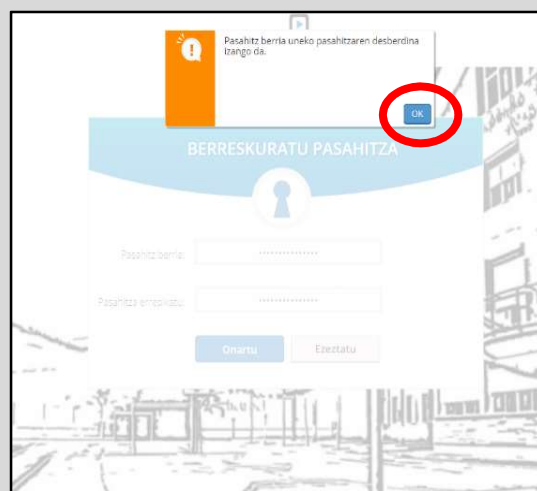 Pasahitz berria uneko pasahitzaren desberdina
izango da.
OK
BERRESKURATU PASAHITZA
Pasahitz berria:
Pasahitza errepikatu:
Onartu Ezeztatu